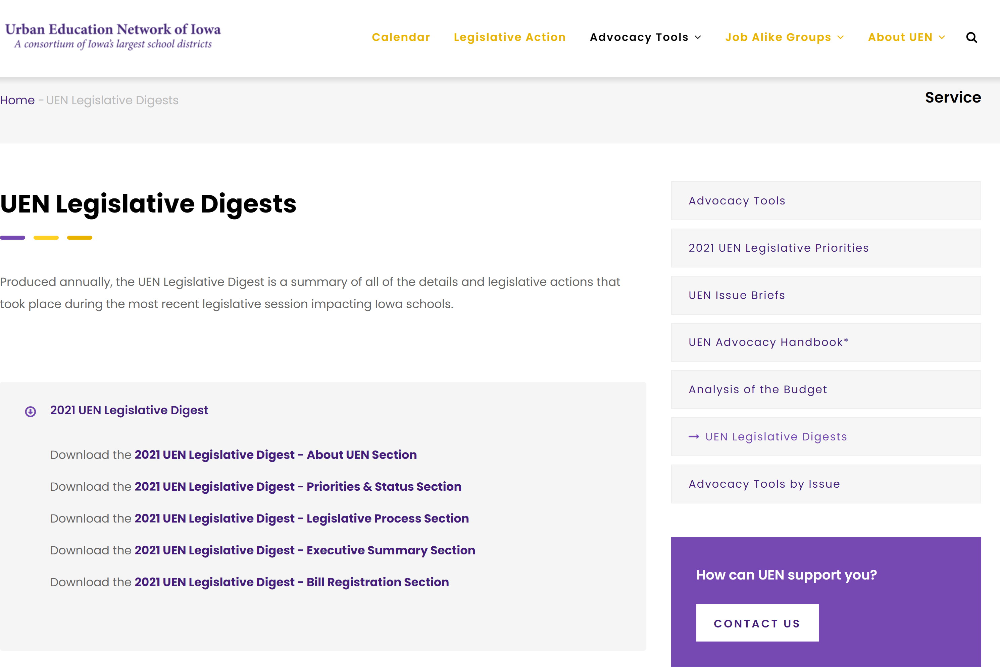 Urban Education Network of Iowa
A consortium of Iowa's largest school districts
Calendar
Legislative Action
Advocacy Tools
Job Alike Groups
About UEN
Home - UEN Legislative Digests
Service
UEN Legislative Digests
Produced annually, the UEN Legislative Digest is a summary of all of the details and legislative actions that
took place during the most recent legislative session impacting Iowa schools.
2021 UEN Legislative Digest
Download the 2021 UEN Legislative Digest - About UEN Section
Download the 2021 UEN Legislative Digest - Priorities & Status Section
Download the 2021 UEN Legislative Digest - Legislative Process Section
Download the 2021 UEN Legislative Digest - Executive Summary Section
Download the 2021 UEN Legislative Digest - Bill Registration Section
Advocacy Tools
2021 UEN Legislative Priorities
UEN Issue Briefs
UEN Advocacy Handbook*
Analysis of the Budget
UEN Legislative Digests
Advocacy Tools by Issue
How can UEN support you?
CONTACT US